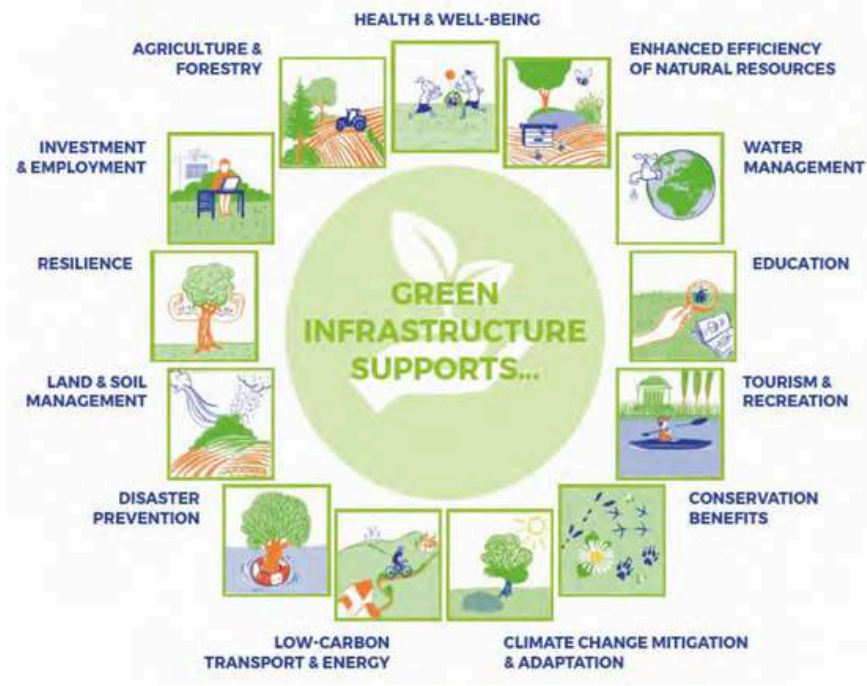 HEALTH & WELL-BEING
AGRICULTURE &
FORESTRY
ENHANCED EFFICIENCY
OF NATURAL RESOURCES
INVESTMENT
& EMPLOYMENT
WATER
MANAGEMENT
RESILIENCE
EDUCATION
GREEN
INFRASTRUCTURE
SUPPORTS...
LAND & SOIL
MANAGEMENT
TOURISM &
RECREATION
DISASTER
PREVENTION
CONSERVATION
BENEFITS
LOW-CARBON
TRANSPORT & ENERGY
CLIMATE CHANGE MITIGATION
& ADAPTATION